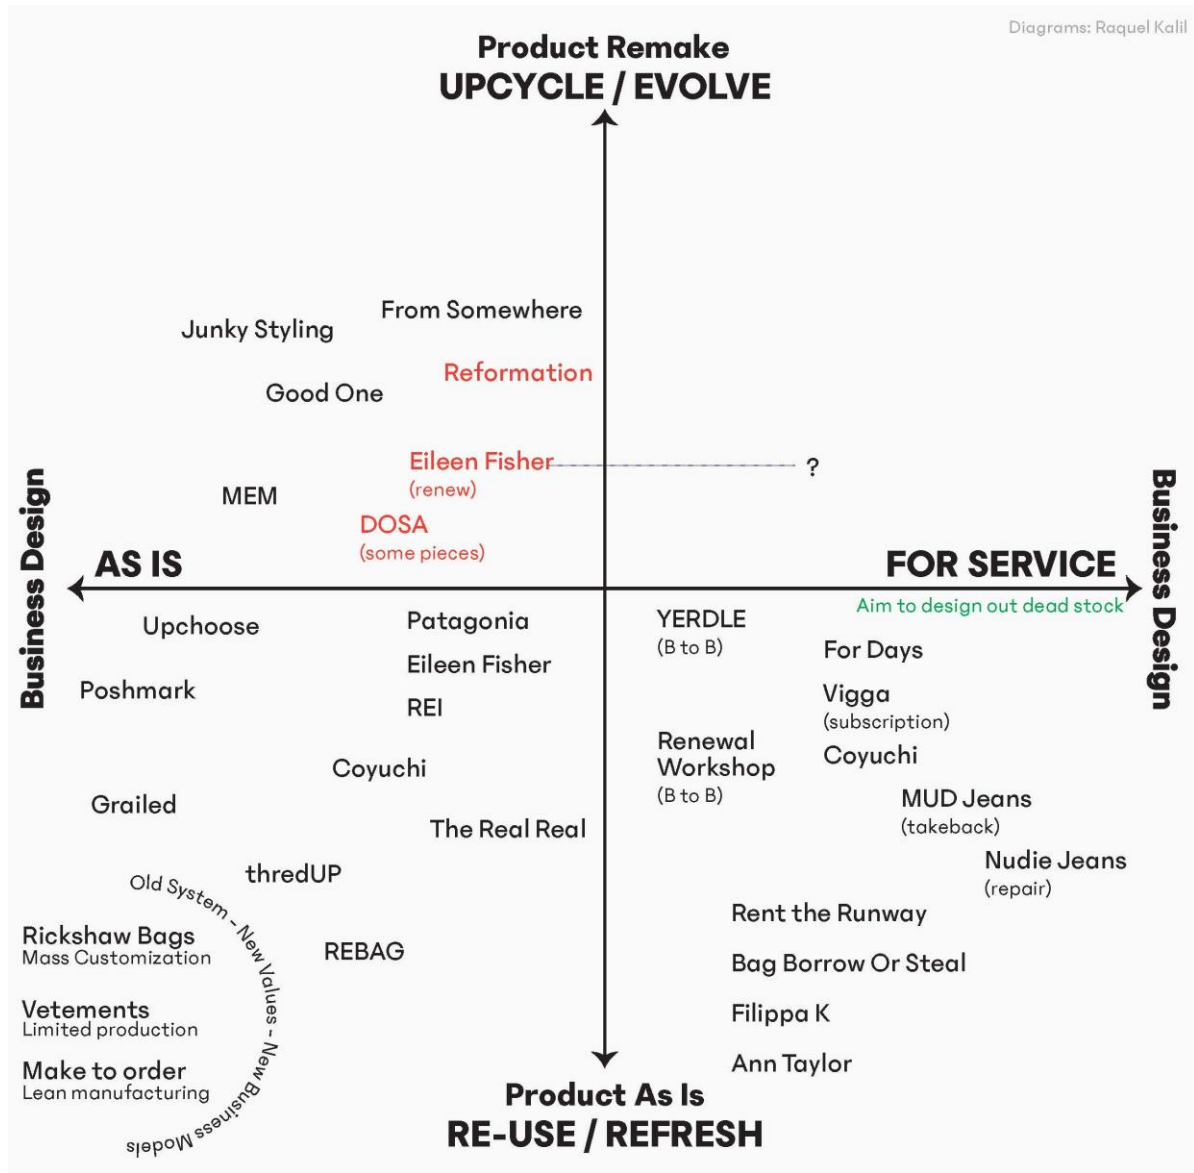 Diagrams: Raquel Kalil
Product Remake
UPCYCLE / EVOLVE
From Somewhere
Junky Styling
Reformation
Good One
Eileen Fisher
(renew)
?
MEM
DOSA
(some pieces)
Business Design
AS IS
FOR SERVICE
Business Design
Aim to design out dead stock
Upchoose
Patagonia
Eileen Fisher
REI
Poshmark
Coyuchi
Grailed
The Real Real
thredUP
REBAG
YERDLE
(B to B)
For Days
Vigga
(subscription)
Renewal
Workshop
(B to B)
Coyuchi
MUD Jeans
(takeback)
Nudie Jeans
(repair)
Rent the Runway
Bag Borrow Or Steal
Filippa K
Ann Taylor
Old System - New Values - New Business Models
Rickshaw Bags
Mass Customization
Vetements
Limited production
Make to order
Lean manufacturing
Product As Is
RE-USE / REFRESH